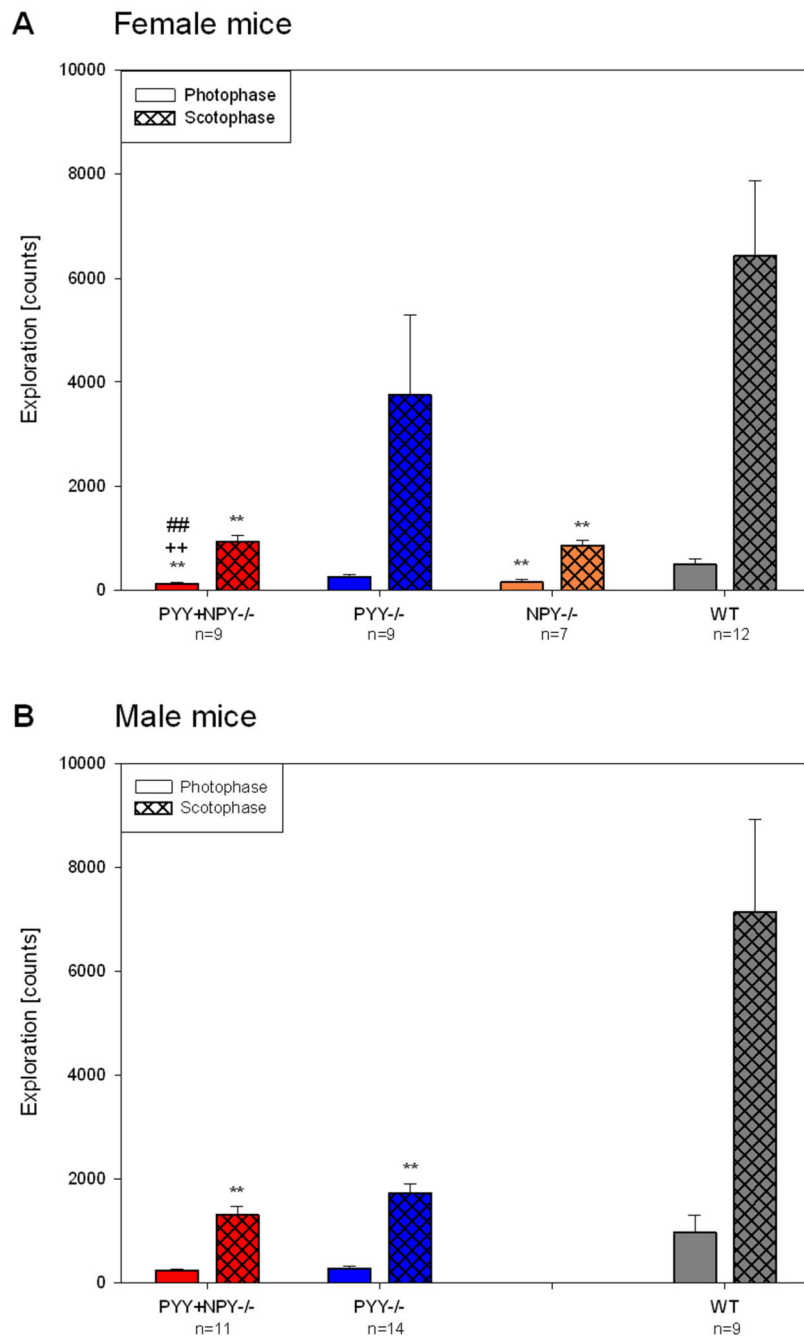 A Female mice
10000
Photophase
Scotophase
8000
6000
4000
2000
0
Exploration [counts]
##
++
**
**
**
**
PYY+NPY-/- PYY-/- NPY-/- WT
n=9 n=9 n=7 n=12
B Male mice
10000
Photophase
Scotophase
8000
6000
4000
2000
0
Exploration [counts]
**
**
PYY+NPY-/- PYY-/- WT
n=11 n=14 n=9